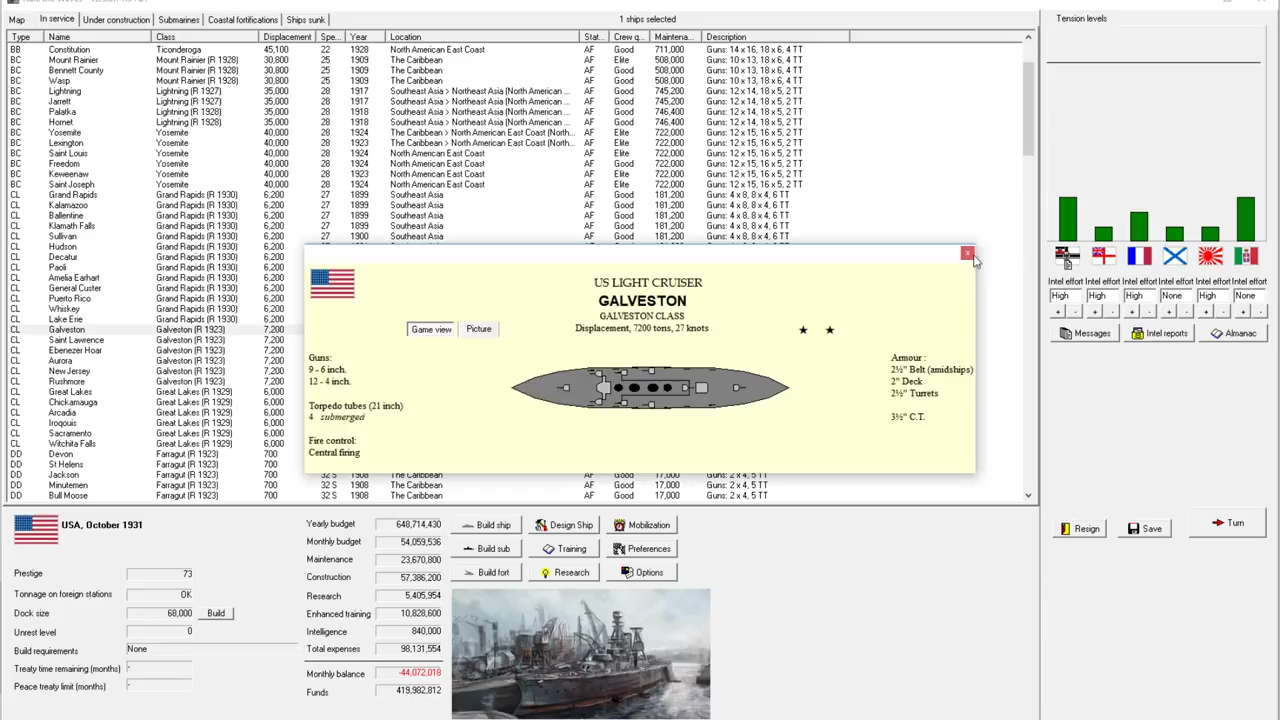 Map In service Under construction Submarines Coastal fortifications Ships sunk 1 ships selected Tension levels
Type Name Class Displacement Spe... Year Location Stat... Crew q... Maintena... Description
BB Constitution Ticonderoga 45,100 22 1928 North American East Coast AF Good 711,000 Guns: 14 x 16, 18 x 6, 4 TT
BC Mount Rainier Mount Rainier (R 1928) 30,800 25 1909 The Caribbean AF Elite 508,000 Guns: 10 x 13, 18 x 6, 4 TT
BC Bennett County Mount Rainier (R 1928) 30,800 25 1909 The Caribbean AF Good 508,000 Guns: 10 x 13, 18 x 6, 4 TT
BC Wasp Mount Rainier (R 1928) 30,800 25 1909 The Caribbean AF Good 508,000 Guns: 10 x 13, 18 x 6, 4 TT
BC Lightning Lightning (R 1927) 35,000 28 1917 Southeast Asia > Northeast Asia (North American ... AF Good 745,200 Guns: 12 x 14, 18 x 5, 2 TT
BC Jarrett Lightning (R 1927) 35,000 28 1917 Southeast Asia > Northeast Asia (North American ... AF Good 745,200 Guns: 12 x 14, 18 x 5, 2 TT
BC Palatka Lightning (R 1928) 35,000 28 1918 Southeast Asia > Northeast Asia (North American ... AF Good 746,400 Guns: 12 x 14, 18 x 5, 2 TT
BC Hornet Lightning (R 1928) 35,000 28 1918 Southeast Asia > Northeast Asia (North American ... AF Good 746,400 Guns: 12 x 14, 18 x 5, 2 TT
BC Yosemite Yosemite 40,000 28 1924 The Caribbean > North American East Coast (North... AF Elite 722,000 Guns: 12 x 15, 16 x 5, 2 TT
BC Lexington Yosemite 40,000 28 1923 The Caribbean > North American East Coast (North... AF Elite 722,000 Guns: 12 x 15, 16 x 5, 2 TT
BC Saint Louis Yosemite 40,000 28 1924 North American East Coast AF Elite 722,000 Guns: 12 x 15, 16 x 5, 2 TT
BC Freedom Yosemite 40,000 28 1924 North American East Coast AF Good 722,000 Guns: 12 x 15, 16 x 5, 2 TT
BC Keweenaw Yosemite 40,000 28 1923 North American East Coast AF Elite 722,000 Guns: 12 x 15, 16 x 5, 2 TT
BC Saint Joseph Yosemite 40,000 28 1924 North American East Coast AF Elite 722,000 Guns: 12 x 15, 16 x 5, 2 TT
CL Grand Rapids Grand Rapids (R 1930) 6,200 27 1899 Southeast Asia AF Good 181,200 Guns: 4 x 8, 8 x 4, 6 TT
CL Kalamazoo Grand Rapids (R 1930) 6,200 27 1899 Southeast Asia AF Good 181,200 Guns: 4 x 8, 8 x 4, 6 TT
CL Ballentine Grand Rapids (R 1930) 6,200 27 1899 Southeast Asia AF Good 181,200 Guns: 4 x 8, 8 x 4, 6 TT
CL Klamath Falls Grand Rapids (R 1930) 6,200 27 1899 Southeast Asia AF Good 181,200 Guns: 4 x 8, 8 x 4, 6 TT
CL Sullivan Grand Rapids (R 1930) 6,200 27 1900 Southeast Asia AF Good 181,200 Guns: 4 x 8, 8 x 4, 6 TT
CL Hudson Grand Rapids (R 1930) 6,200
CL Decatur Grand Rapids (R 1930) 6,200
CL Paoli Grand Rapids (R 1930) 6,200
CL Amelia Earhart Grand Rapids (R 1930) 6,200
CL General Custer Grand Rapids (R 1930) 6,200
CL Puerto Rico Grand Rapids (R 1930) 6,200
CL Whiskey Grand Rapids (R 1930) 6,200
CL Lake Erie Grand Rapids (R 1930) 6,200
CL Galveston Galveston (R 1923) 7,200
CL Saint Lawrence Galveston (R 1923) 7,200
CL Ebenezer Hoar Galveston (R 1923) 7,200
CL Aurora Galveston (R 1923) 7,200
CL New Jersey Galveston (R 1923) 7,200
CL Rushmore Galveston (R 1923) 7,200
CL Great Lakes Great Lakes (R 1929) 6,000
CL Chickamauga Great Lakes (R 1929) 6,000
CL Arcadia Great Lakes (R 1929) 6,000
CL Iroquois Great Lakes (R 1929) 6,000
CL Sacramento Great Lakes (R 1929) 6,000
CL Witchita Falls Great Lakes (R 1929) 6,000
DD Devon Farragut (R 1923) 700
DD St Helens Farragut (R 1923) 700
DD Jackson Farragut (R 1923) 700 32 S 1908 The Caribbean AF Good 17,000 Guns: 2 x 4, 5 TT
DD Minutemen Farragut (R 1923) 700 32 S 1908 The Caribbean AF Good 17,000 Guns: 2 x 4, 5 TT
DD Bull Moose Farragut (R 1923) 700 32 S 1908 The Caribbean AF Good 17,000 Guns: 2 x 4, 5 TT
US LIGHT CRUISER
GALVESTON
GALVESTON CLASS
Displacement, 7200 tons, 27 knots
Game view Picture
Guns:
9 - 6 inch.
12 - 4 inch.
Torpedo tubes (21 inch)
4 submerged
Fire control:
Central firing
Armour :
2½" Belt (amidships)
2" Deck
2½" Turrets
3½" C.T.
Intel effort Intel effort Intel effort Intel effort Intel effort Intel effort
High High High None High None
+ - + - + - + - + - + -
Messages Intel reports Almanac
Resign Save Turn
USA, October 1931
Prestige 73
Tonnage on foreign stations OK
Dock size 68,000 Build
Unrest level 0
Build requirements None
Treaty time remaining (months) -
Peace treaty limit (months) -
Yearly budget 648,714,430
Monthly budget 54,059,536
Maintenance 23,670,800
Construction 57,386,200
Research 5,405,954
Enhanced training 10,828,600
Intelligence 840,000
Total expenses 98,131,554
Monthly balance -44,072,018
Funds 419,982,812
Build ship Design Ship Mobilization
Build sub Training Preferences
Build fort Research Options